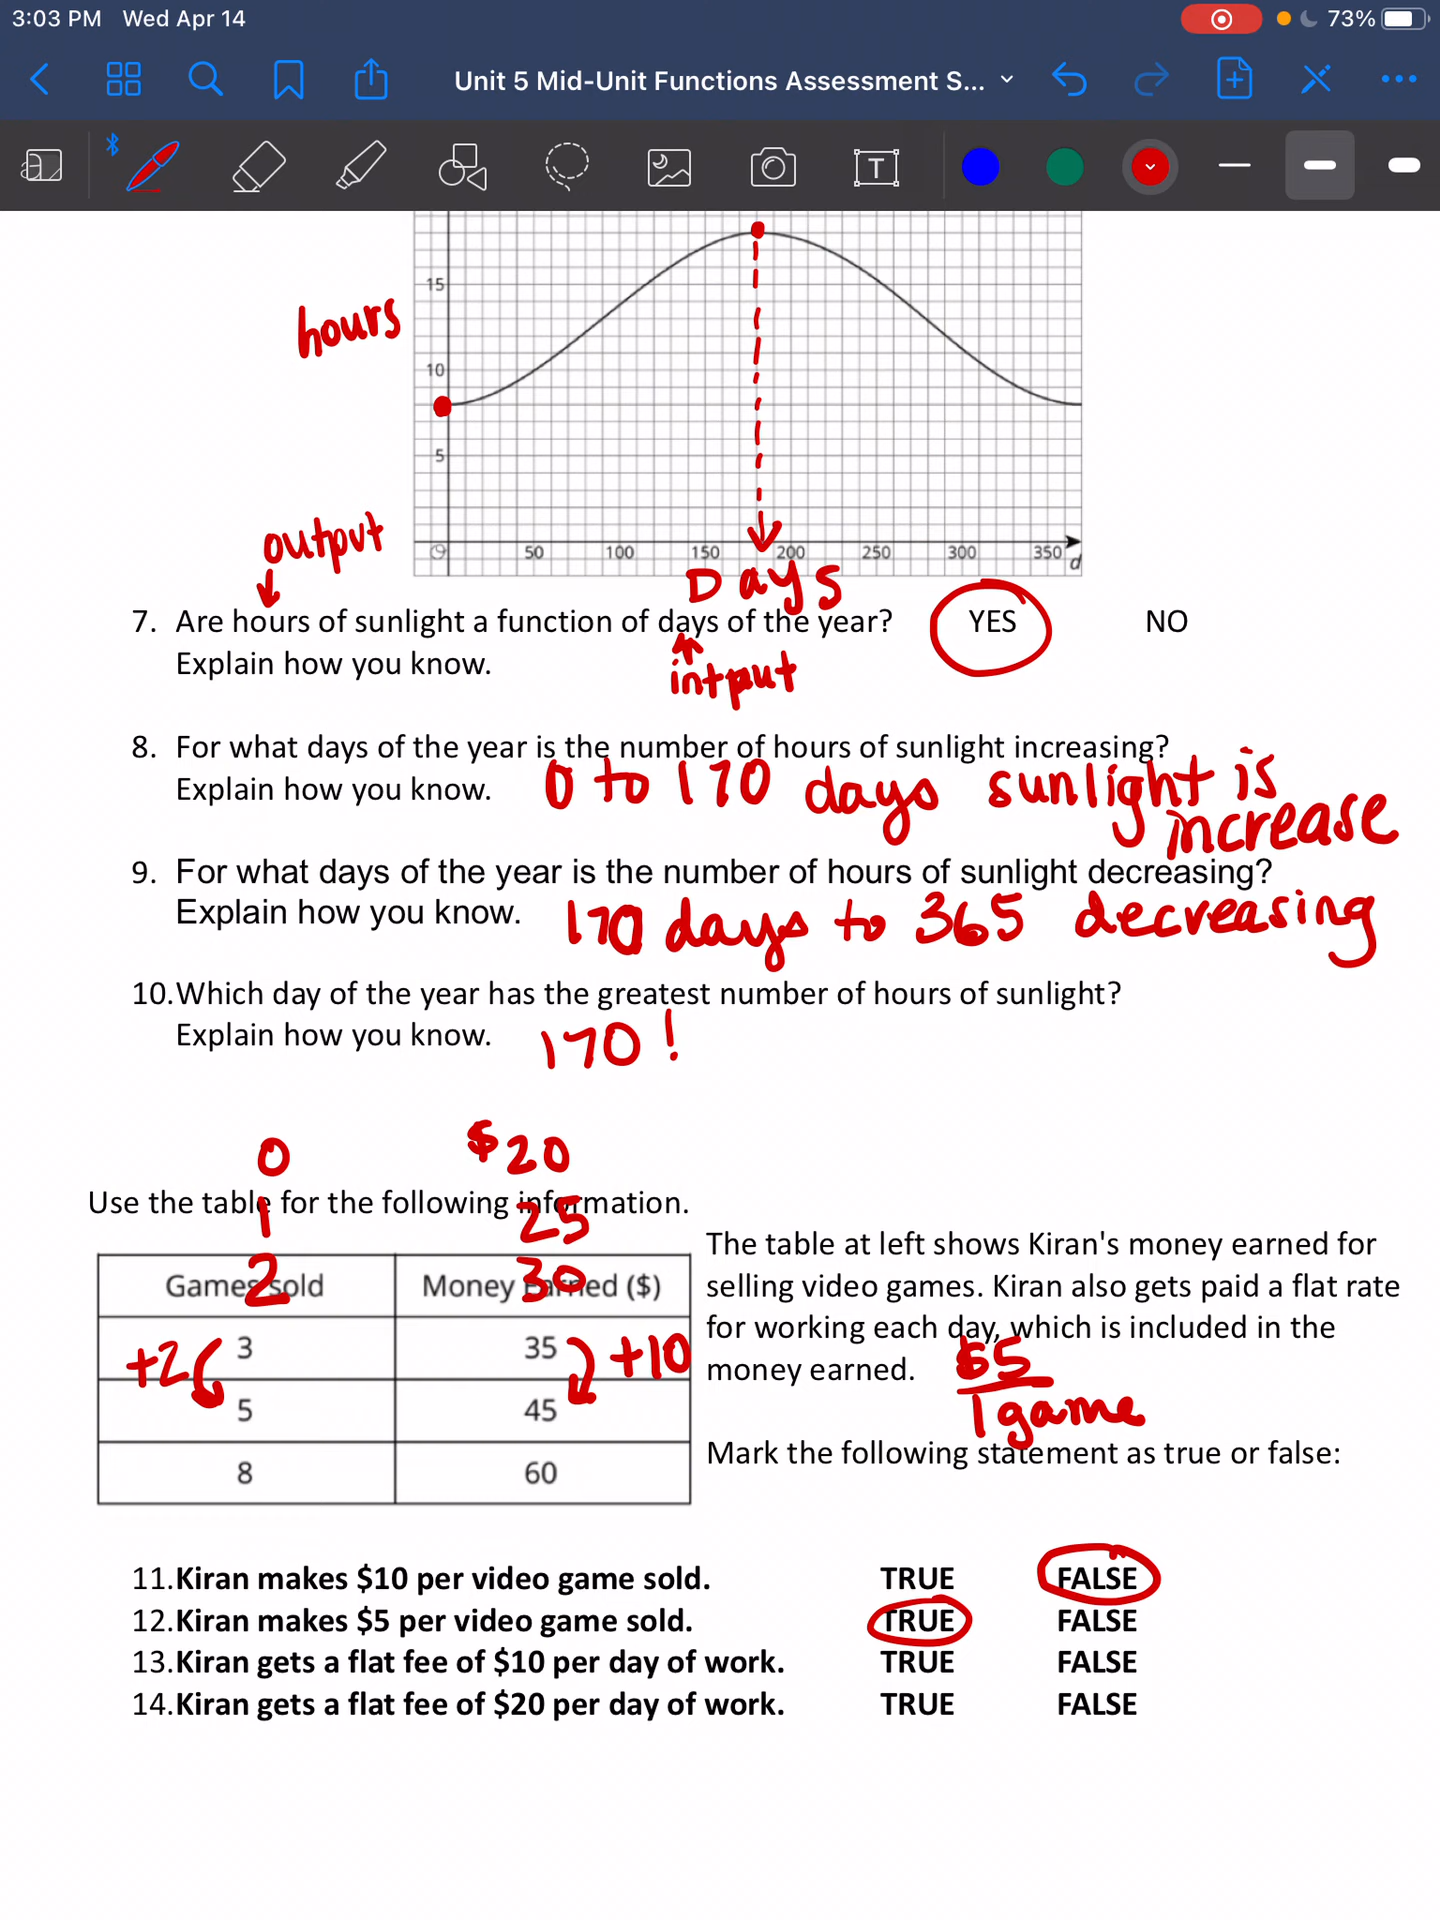 3:03 PM Wed Apr 14
73%
Unit 5 Mid-Unit Functions Assessment S...
a
T
15
hours
10
5
output
50 100 150 200 250 300 350
d
Days
7. Are hours of sunlight a function of days of the year? YES NO
Explain how you know.
intput
8. For what days of the year is the number of hours of sunlight increasing?
Explain how you know. 0 to 170 days sunlight is
increase
9. For what days of the year is the number of hours of sunlight decreasing?
Explain how you know. 170 days to 365 decreasing
10.Which day of the year has the greatest number of hours of sunlight?
Explain how you know. 170!
0 $20
Use the table for the following information.
1 25
2 30
Games sold Money Earned ($)
3 35
+2 +10
5 45
8 60
The table at left shows Kiran's money earned for
selling video games. Kiran also gets paid a flat rate
for working each day, which is included in the
money earned. $5
1 game
Mark the following statement as true or false:
11.Kiran makes $10 per video game sold. TRUE FALSE
12.Kiran makes $5 per video game sold. TRUE FALSE
13.Kiran gets a flat fee of $10 per day of work. TRUE FALSE
14.Kiran gets a flat fee of $20 per day of work. TRUE FALSE